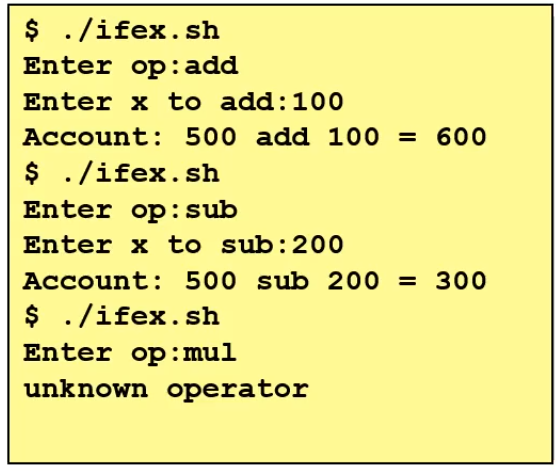 $ ./ifex.sh
Enter op:add
Enter x to add:100
Account: 500 add 100 = 600
$ ./ifex.sh
Enter op:sub
Enter x to sub:200
Account: 500 sub 200 = 300
$ ./ifex.sh
Enter op:mul
unknown operator